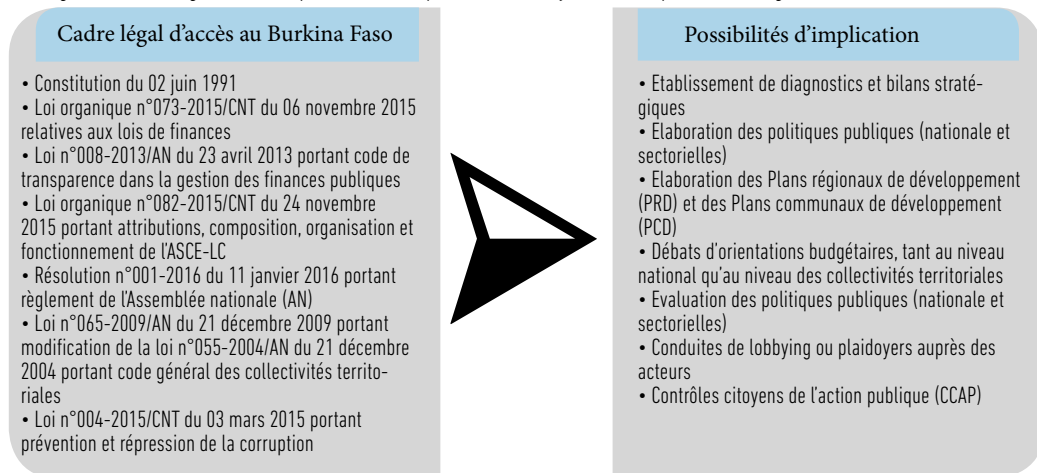 Cadre légal d'accès au Burkina Faso
• Constitution du 02 juin 1991
• Loi organique n°073-2015/CNT du 06 novembre 2015
relatives aux lois de finances
• Loi n°008-2013/AN du 23 avril 2013 portant code de
transparence dans la gestion des finances publiques
• Loi organique n°082-2015/CNT du 24 novembre
2015 portant attributions, composition, organisation et
fonctionnement de l'ASCE-LC
• Résolution n°001-2016 du 11 janvier 2016 portant
règlement de l'Assemblée nationale (AN)
• Loi n°065-2009/AN du 21 décembre 2009 portant
modification de la loi n°055-2004/AN du 21 décembre
2004 portant code général des collectivités territo-
riales
• Loi n°004-2015/CNT du 03 mars 2015 portant
prévention et répression de la corruption
Possibilités d'implication
• Etablissement de diagnostics et bilans straté-
giques
• Elaboration des politiques publiques (nationale et
sectorielles)
• Elaboration des Plans régionaux de développement
(PRD) et des Plans communaux de développement
(PCD)
• Débats d'orientations budgétaires, tant au niveau
national qu'au niveau des collectivités territoriales
• Evaluation des politiques publiques (nationale et
sectorielles)
• Conduites de lobbying ou plaidoyers auprès des
acteurs
• Contrôles citoyens de l'action publique (CCAP)